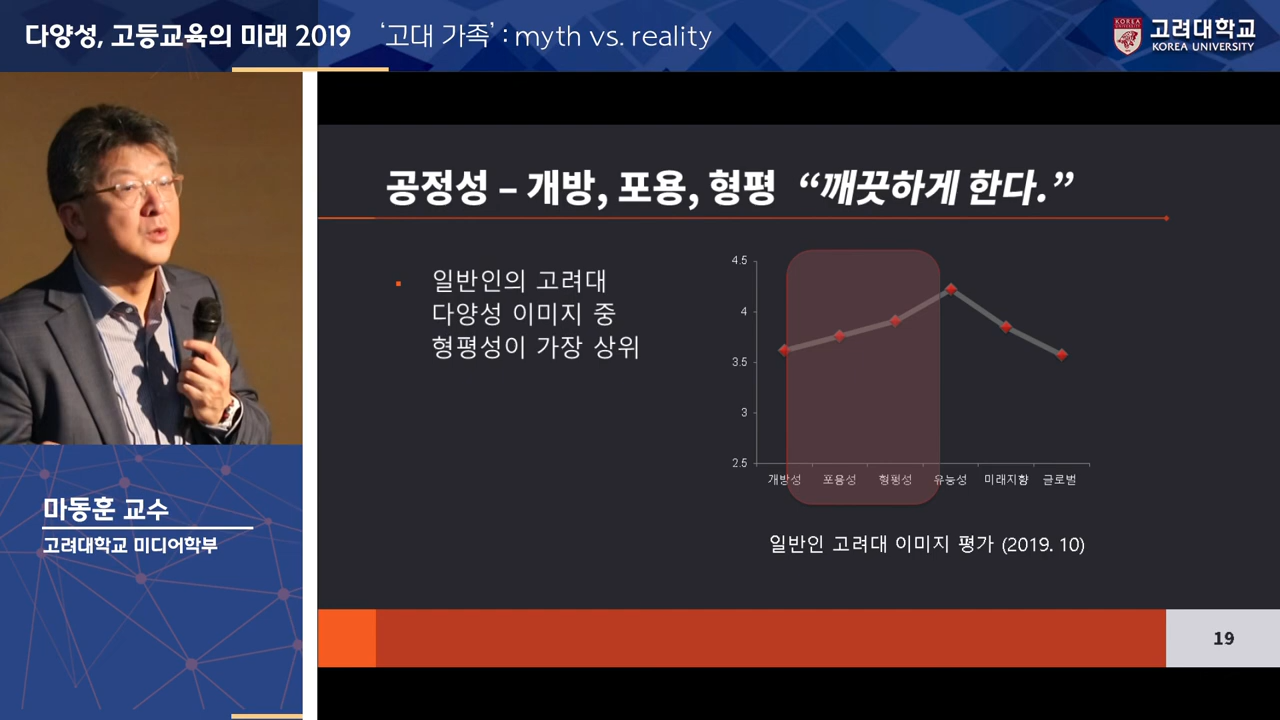 다양성, 고등교육의 미래 2019 ‘고대 가족’ : myth vs. reality
KOREA
UNIVERSITY
고려대학교
KOREA UNIVERSITY
공정성 – 개방, 포용, 형평 “깨끗하게 한다.”
일반인의 고려대
다양성 이미지 중
형평성이 가장 상위
4.5
4
3.5
3
2.5
개방성 포용성 형평성 유능성 미래지향 글로벌
일반인 고려대 이미지 평가 (2019. 10)
19
마동훈 교수
고려대학교 미디어학부